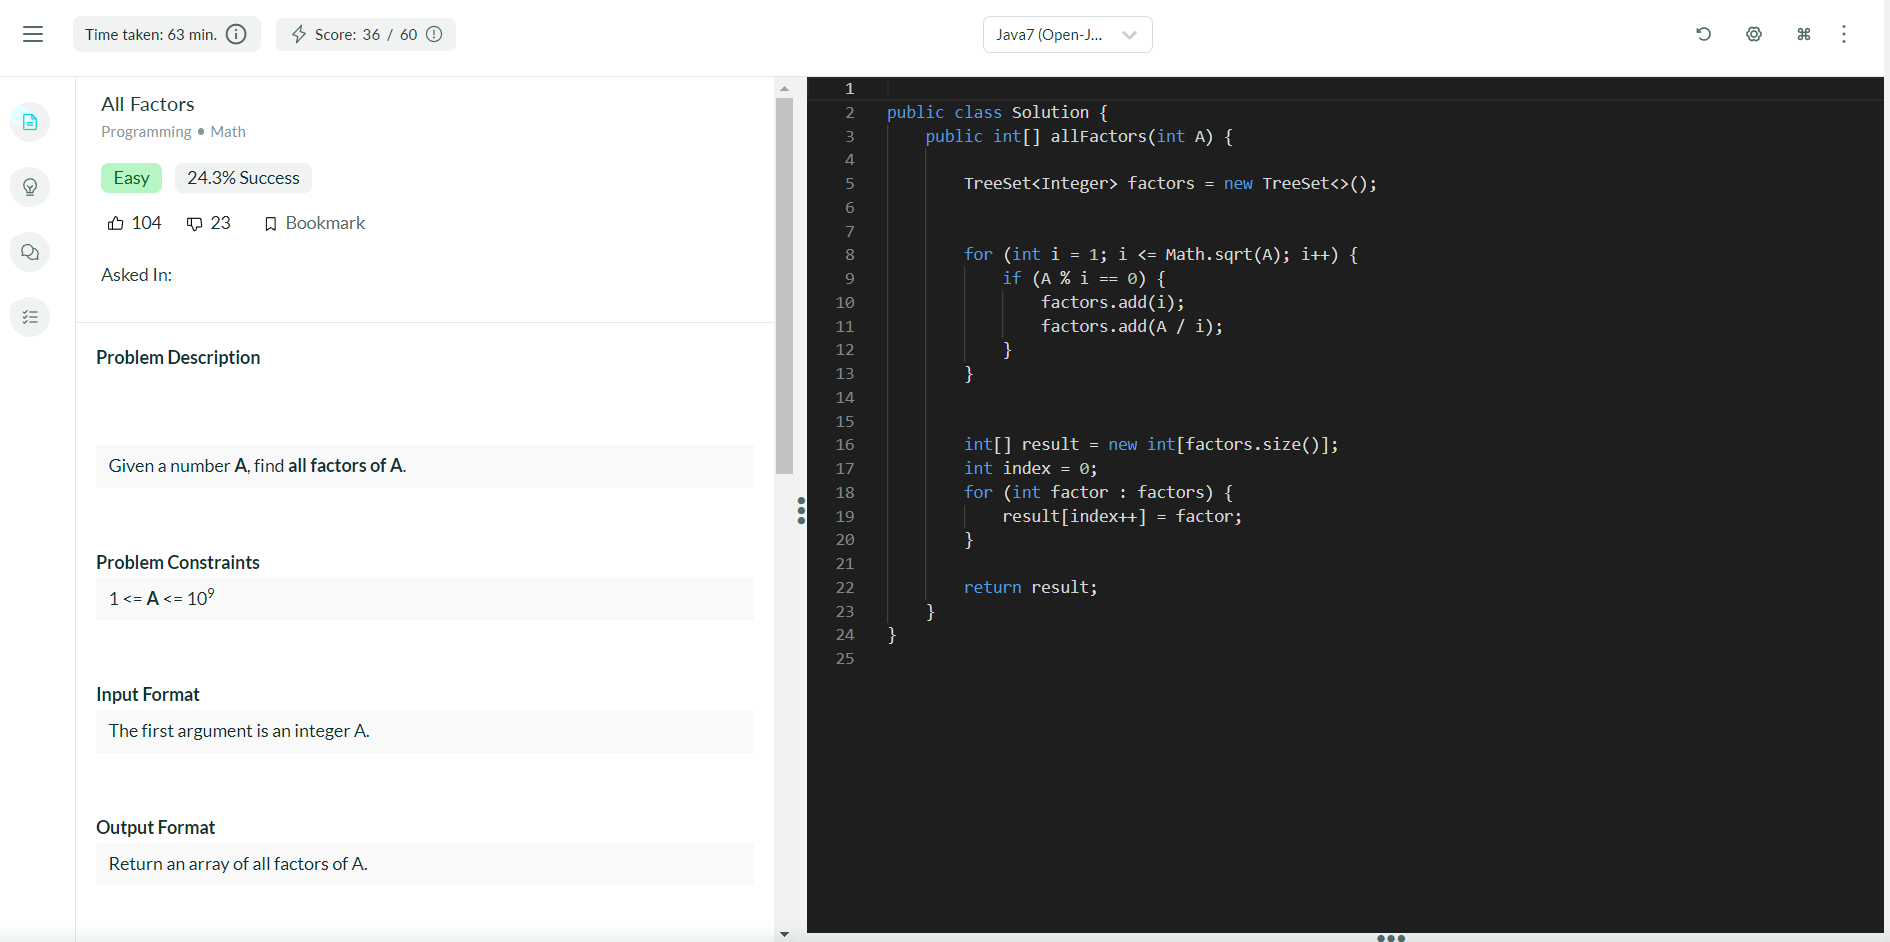 Time taken: 63 min.
Score: 36 / 60
Java7 (Open-J...
All Factors
Programming • Math
Easy
24.3% Success
104
23
Bookmark
Asked In:
Problem Description
Given a number A, find all factors of A.
Problem Constraints
1 <= A <= 10⁹
Input Format
The first argument is an integer A.
Output Format
Return an array of all factors of A.
1
2 public class Solution {
3 public int[] allFactors(int A) {
4
5 TreeSet<Integer> factors = new TreeSet<>();
6
7
8 for (int i = 1; i <= Math.sqrt(A); i++) {
9 if (A % i == 0) {
10 factors.add(i);
11 factors.add(A / i);
12 }
13 }
14
15
16 int[] result = new int[factors.size()];
17 int index = 0;
18 for (int factor : factors) {
19 result[index++] = factor;
20 }
21
22 return result;
23 }
24 }
25